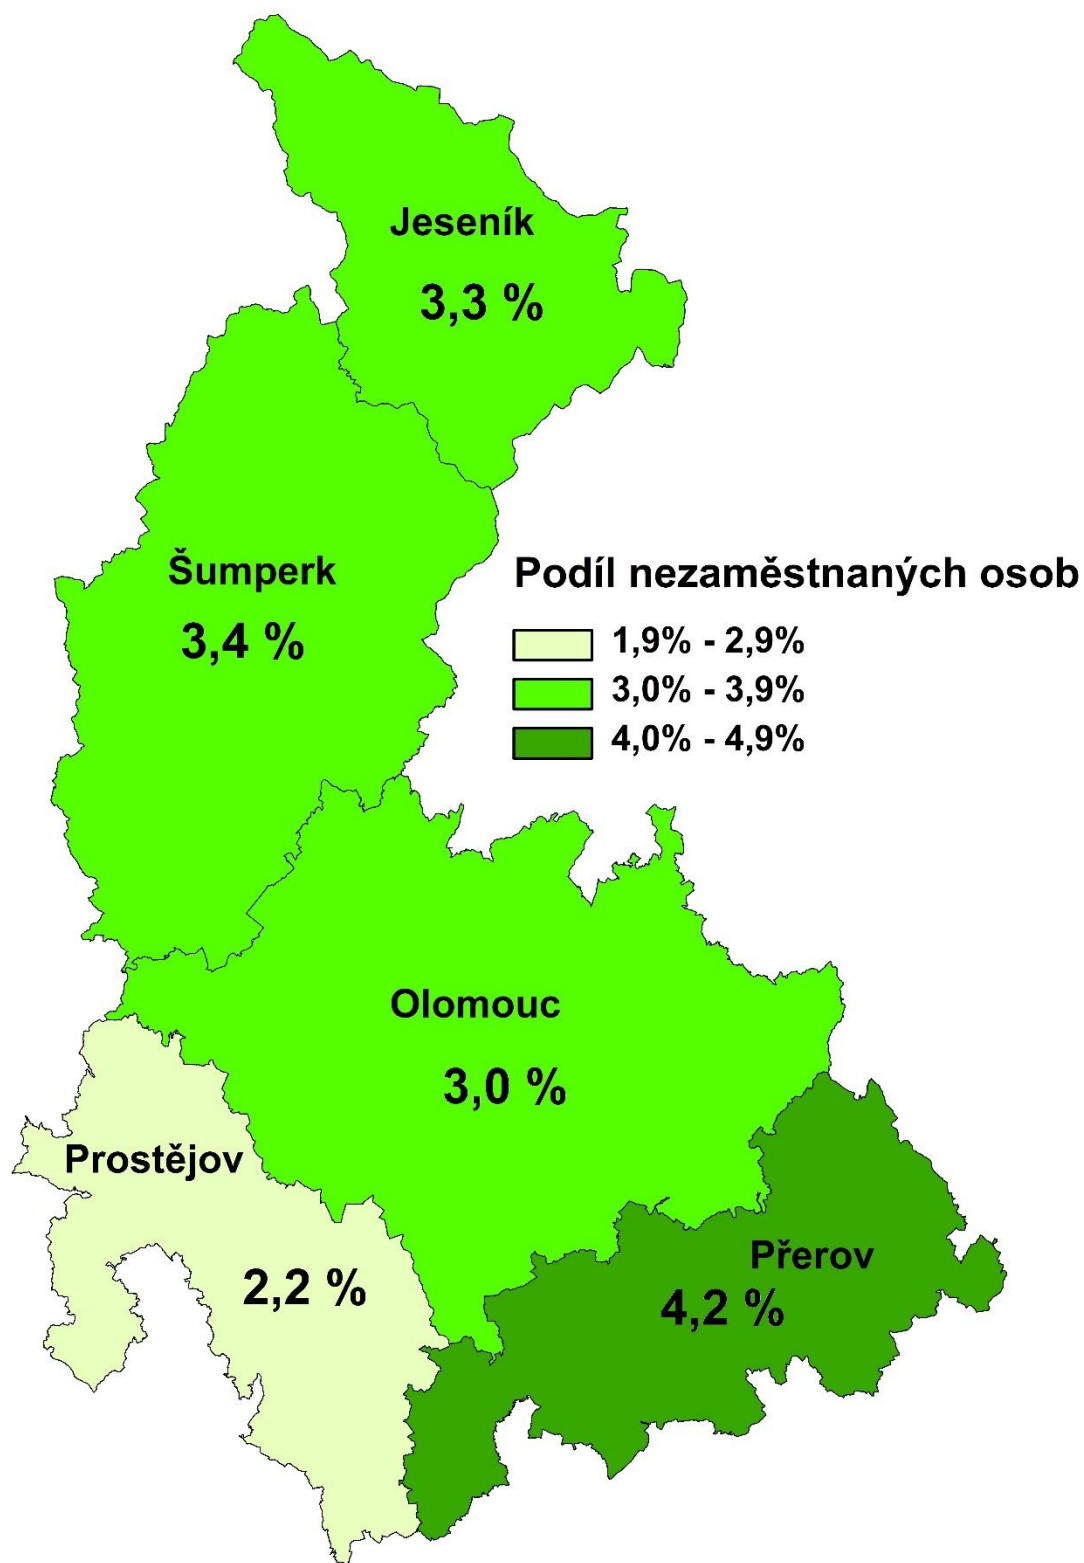 Jeseník
3,3 %
Šumperk
3,4 %
Podíl nezaměstnaných osob
1,9% - 2,9%
3,0% - 3,9%
4,0% - 4,9%
Olomouc
3,0 %
Prostějov
2,2 %
Přerov
4,2 %